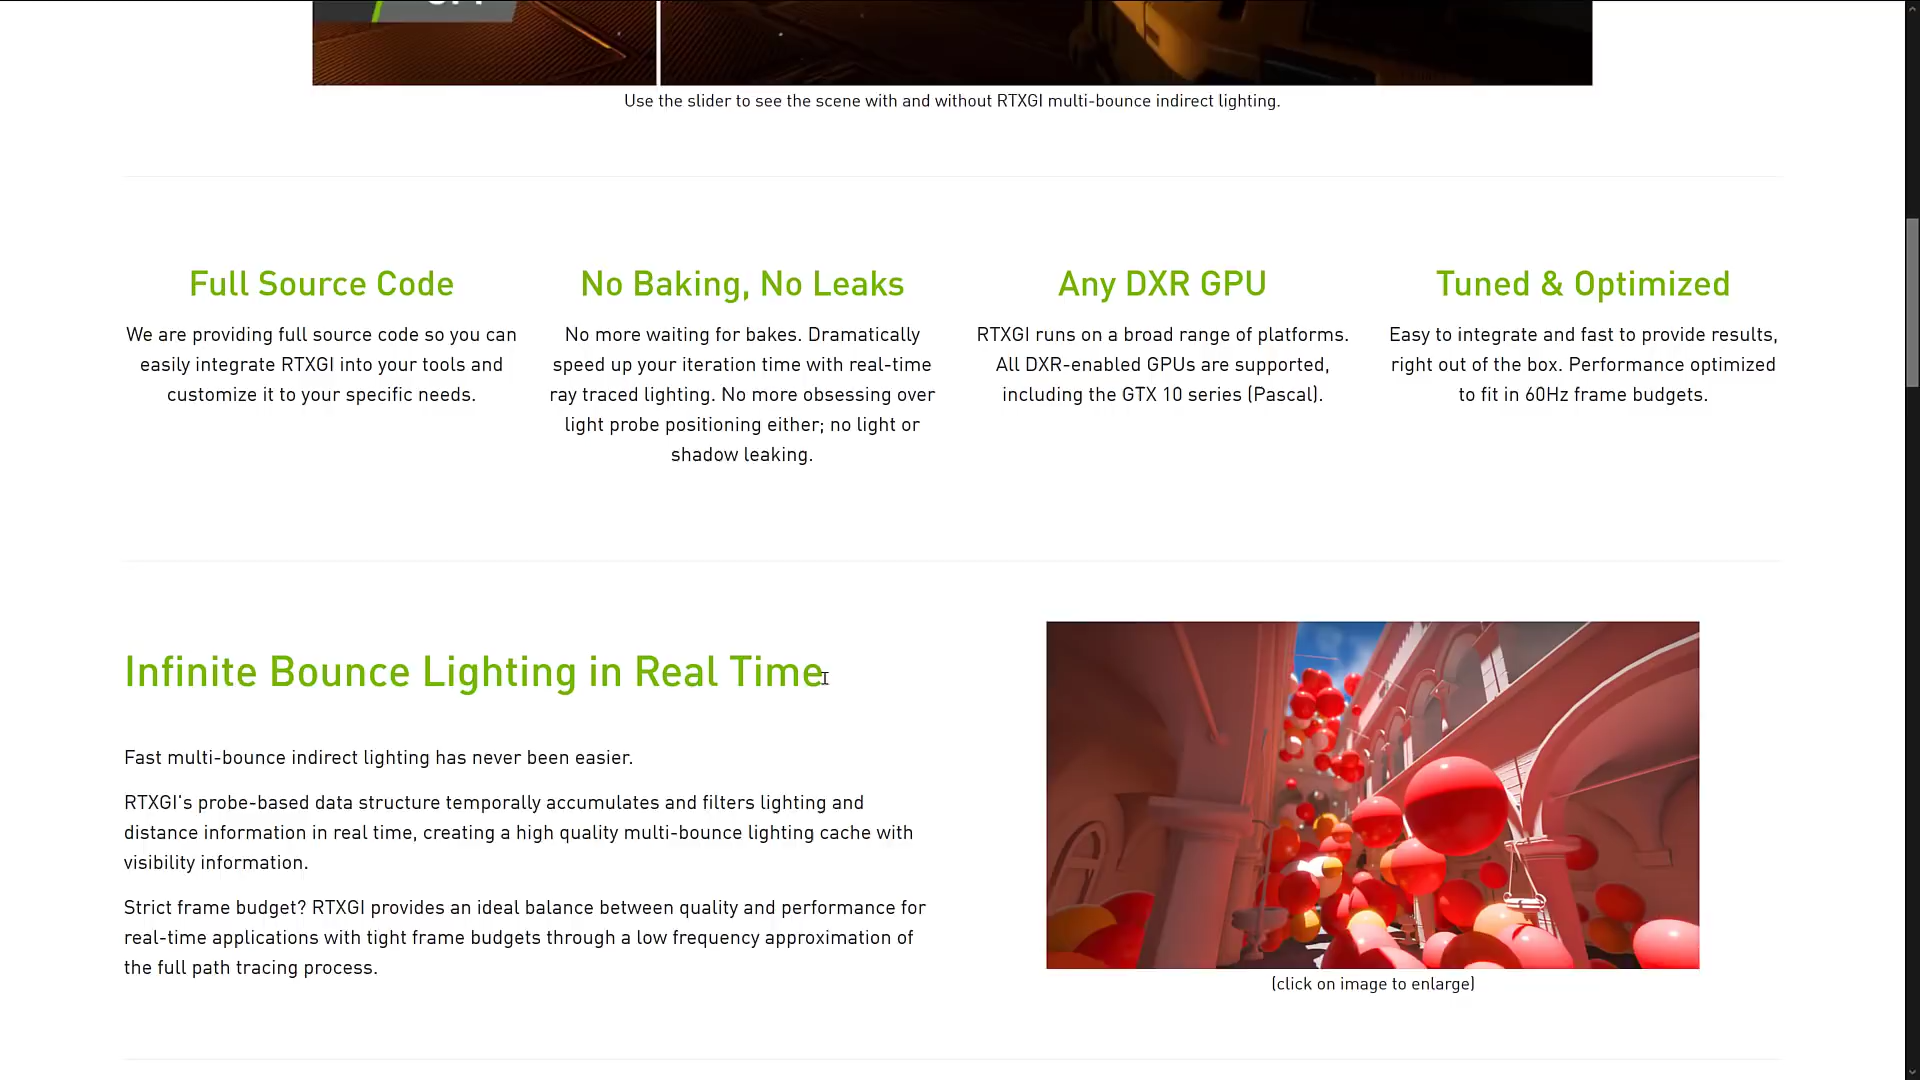 Use the slider to see the scene with and without RTXGI multi-bounce indirect lighting.
Full Source Code
We are providing full source code so you can
easily integrate RTXGI into your tools and
customize it to your specific needs.
No Baking, No Leaks
No more waiting for bakes. Dramatically
speed up your iteration time with real-time
ray traced lighting. No more obsessing over
light probe positioning either; no light or
shadow leaking.
Any DXR GPU
RTXGI runs on a broad range of platforms.
All DXR-enabled GPUs are supported,
including the GTX 10 series (Pascal).
Tuned & Optimized
Easy to integrate and fast to provide results,
right out of the box. Performance optimized
to fit in 60Hz frame budgets.
Infinite Bounce Lighting in Real Time
Fast multi-bounce indirect lighting has never been easier.
RTXGI's probe-based data structure temporally accumulates and filters lighting and
distance information in real time, creating a high quality multi-bounce lighting cache with
visibility information.
Strict frame budget? RTXGI provides an ideal balance between quality and performance for
real-time applications with tight frame budgets through a low frequency approximation of
the full path tracing process.
(click on image to enlarge)